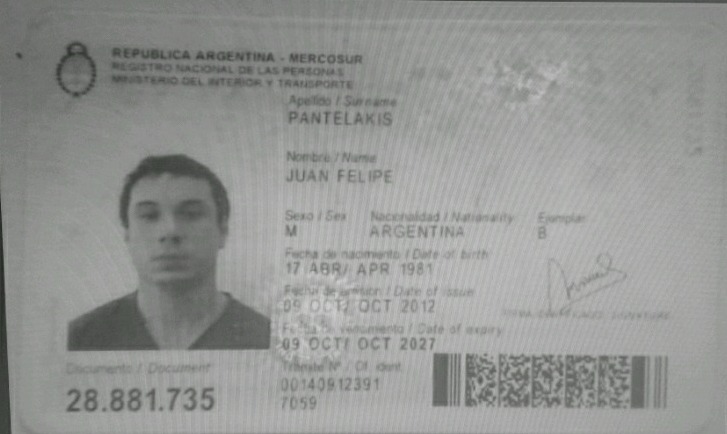 REPUBLICA ARGENTINA - MERCOSUR
REGISTRO NACIONAL DE LAS PERSONAS
MINISTERIO DEL INTERIOR Y TRANSPORTE
Apellido / Surname
PANTELAKIS
Nombre / Name
JUAN FELIPE
Sexo / Sex Nacionalidad / Nationality Ejemplar
M ARGENTINA B
Fecha de nacimiento / Date of birth
17 ABR/ APR 1981
Fecha de emisión / Date of issue
09 OCT/ OCT 2012
Fecha de vencimiento / Date of expiry
09 OCT/ OCT 2027
Documento / Document
28.881.735
Trámite Nº / Of. ident.
00140912391
7059
SIGNATURE